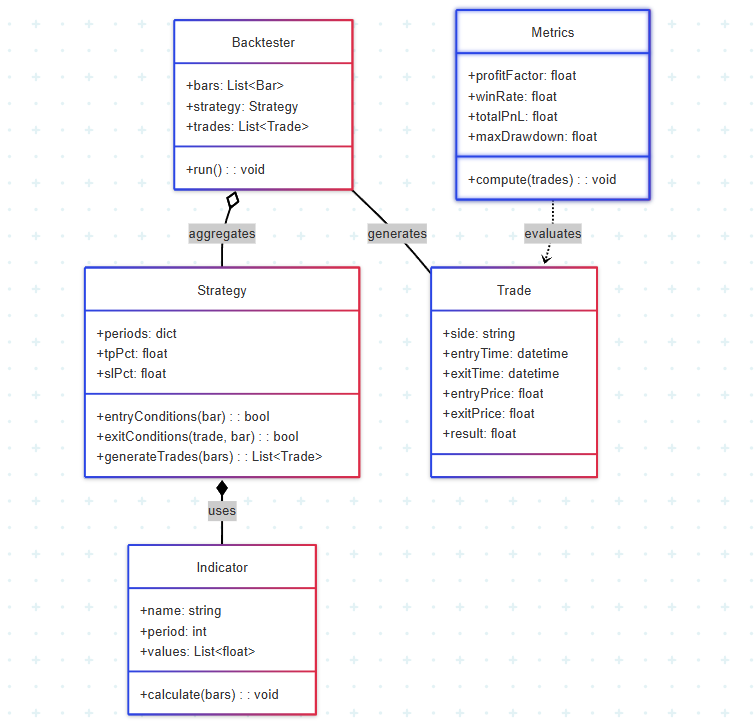 Backtester
+bars: List<Bar>
+strategy: Strategy
+trades: List<Trade>
+run() : : void
Metrics
+profitFactor: float
+winRate: float
+totalPnL: float
+maxDrawdown: float
+compute(trades) : : void
aggregates
generates
evaluates
Strategy
+periods: dict
+tpPct: float
+slPct: float
+entryConditions(bar) : : bool
+exitConditions(trade, bar) : : bool
+generateTrades(bars) : : List<Trade>
Trade
+side: string
+entryTime: datetime
+exitTime: datetime
+entryPrice: float
+exitPrice: float
+result: float
uses
Indicator
+name: string
+period: int
+values: List<float>
+calculate(bars) : : void